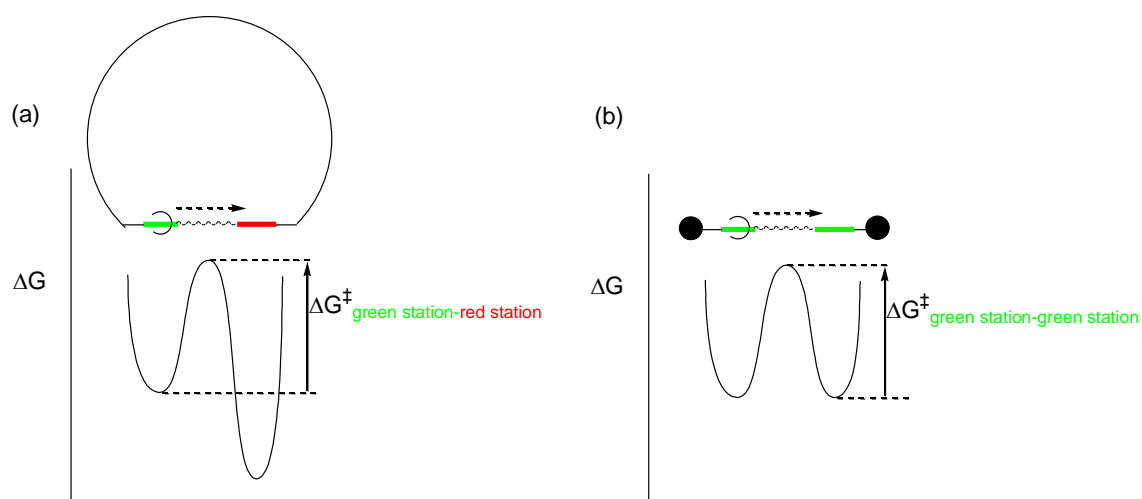 (a)
ΔG
ΔG‡green station-red station
(b)
ΔG
ΔG‡green station-green station